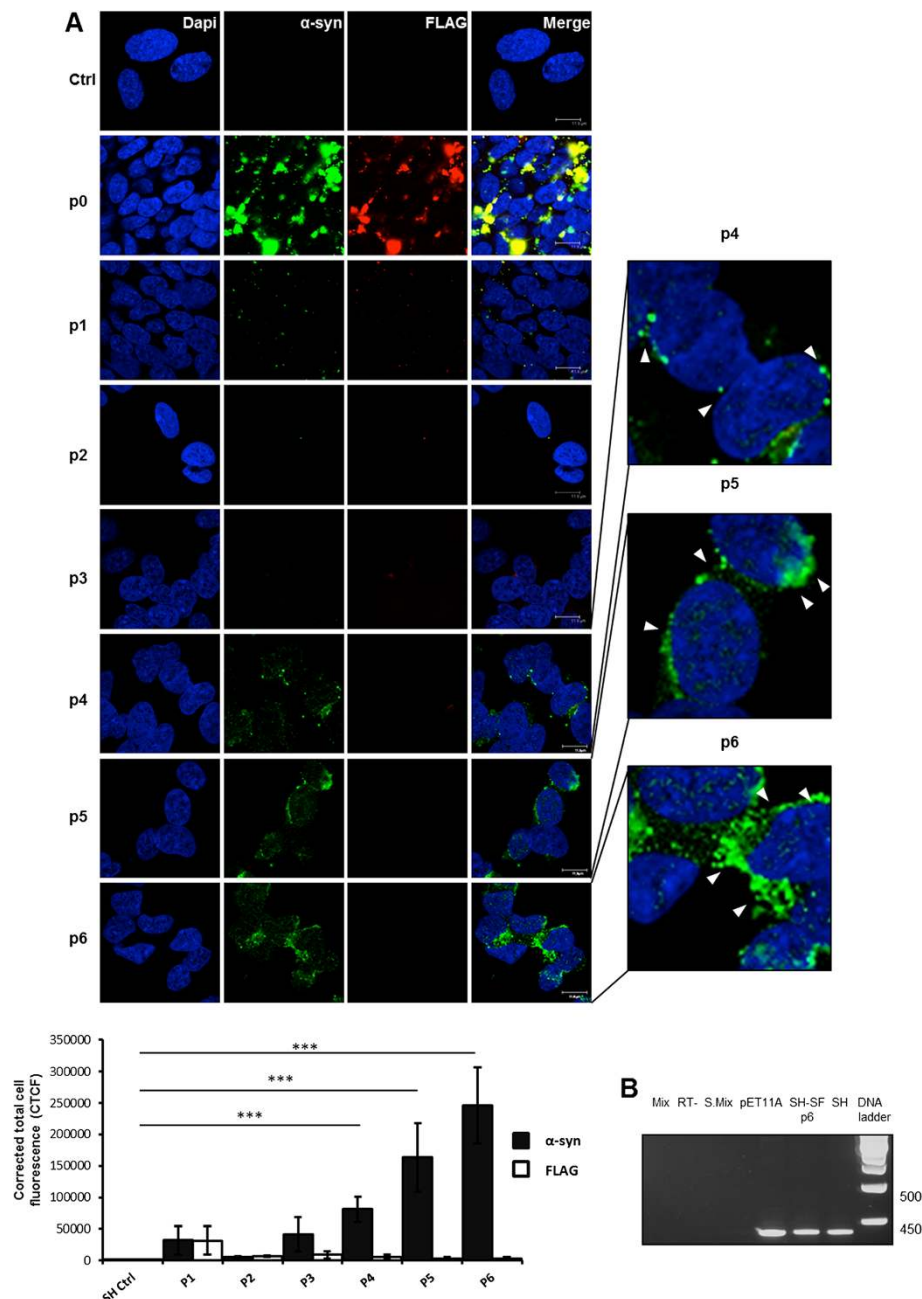 A
Dapi α-syn FLAG Merge
Ctrl
p0
p1
p2
p3
p4
p5
p6
p4
p5
p6
Corrected total cell
fluorescence (CTCF)
350000
300000
250000
200000
150000
100000
50000
0
***
***
***
α-syn
FLAG
SH Ctrl P1 P2 P3 P4 P5 P6
B
Mix RT- S.Mix pET11A SH-SF SH DNA
p6 ladder
500
450